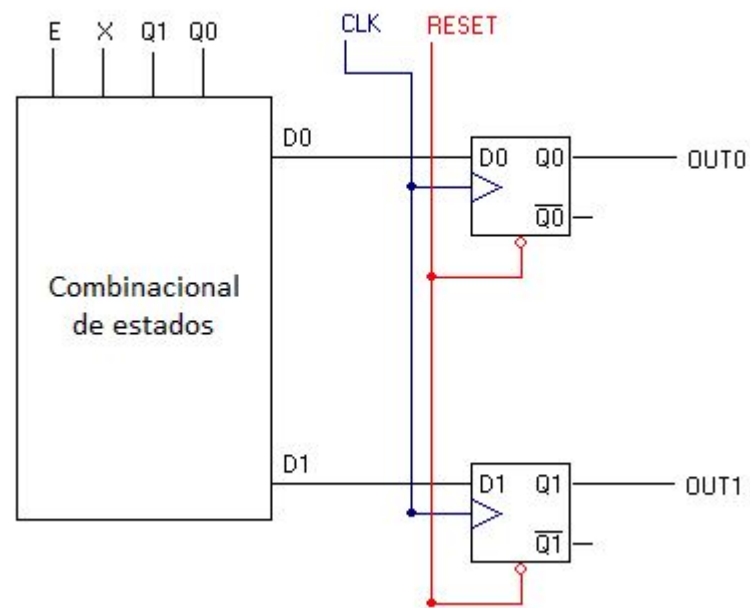 CLK RESET
E X Q1 Q0
D0
D0 Q0 OUT0
Q0
Combinacional
de estados
D1
D1 Q1 OUT1
Q1